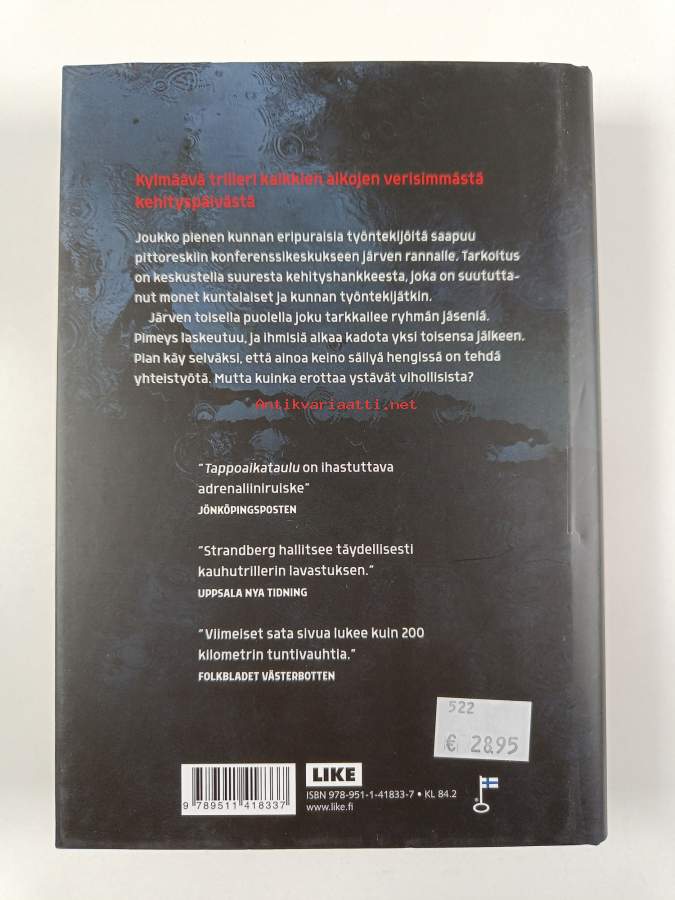 Kylmäävä trilleri kaikkien aikojen verisimmästä
kehityspäivästä
Joukko pienen kunnan eripuraisia työntekijöitä saapuu
pittoreskiin konferenssikeskukseen järven rannalle. Tarkoitus
on keskustella suuresta kehityshankkeesta, joka on suututta-
nut monet kuntalaiset ja kunnan työntekijätkin.
Järven toisella puolella joku tarkkailee ryhmän jäseniä.
Pimeys laskeutuu, ja ihmisiä alkaa kadota yksi toisensa jälkeen.
Pian käy selväksi, että ainoa keino säilyä hengissä on tehdä
yhteistyötä. Mutta kuinka erottaa ystävät vihollisista?
Antikvariaatti.net
"Tappoaikataulu on ihastuttava
adrenaliiniruiske"
JÖNKÖPINGSPOSTEN
"Strandberg hallitsee täydellisesti
kauhutrillerin lavastuksen."
UPPSALA NYA TIDNING
"Viimeiset sata sivua lukee kuin 200
kilometrin tuntivauhtia."
FOLKBLADET VÄSTERBOTTEN
522
€ 28.95
LIKE
ISBN 978-951-1-41833-7 • KL 84.2
www.like.fi
9 789511 418337